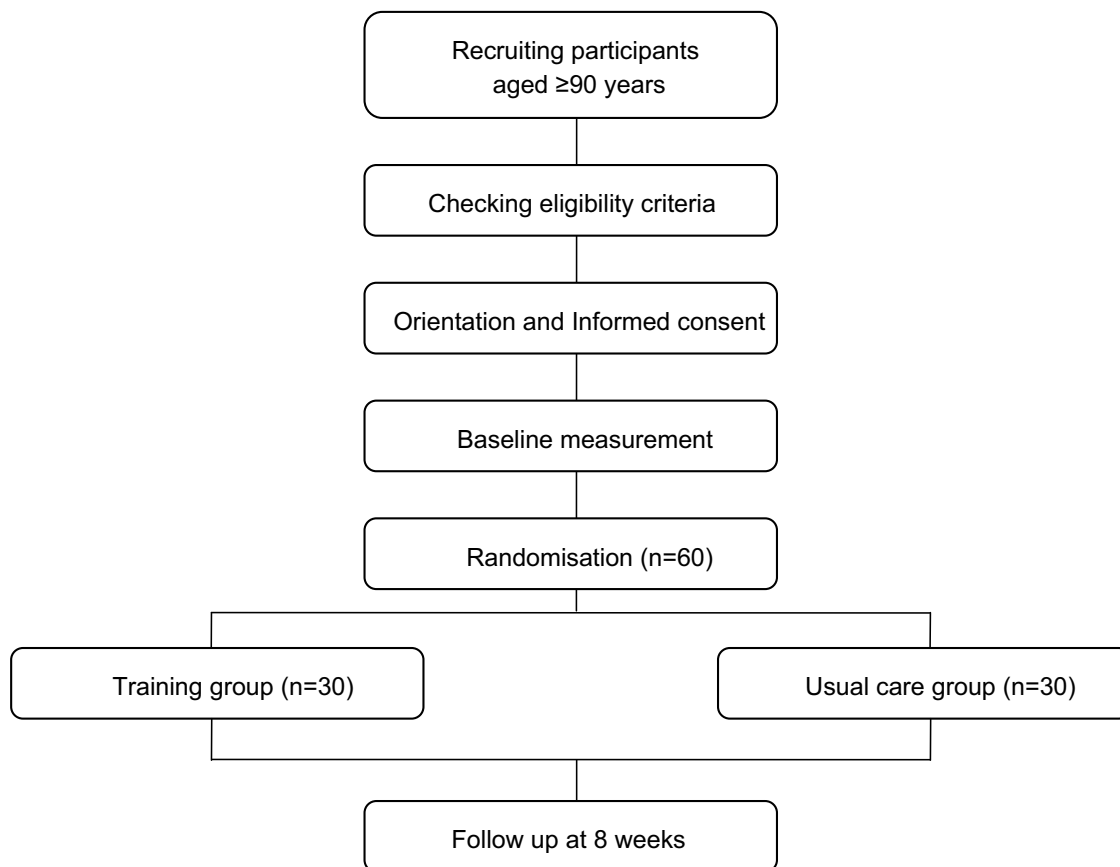 Recruiting participants
aged ≥90 years
Checking eligibility criteria
Orientation and Informed consent
Baseline measurement
Randomisation (n=60)
Training group (n=30)
Usual care group (n=30)
Follow up at 8 weeks